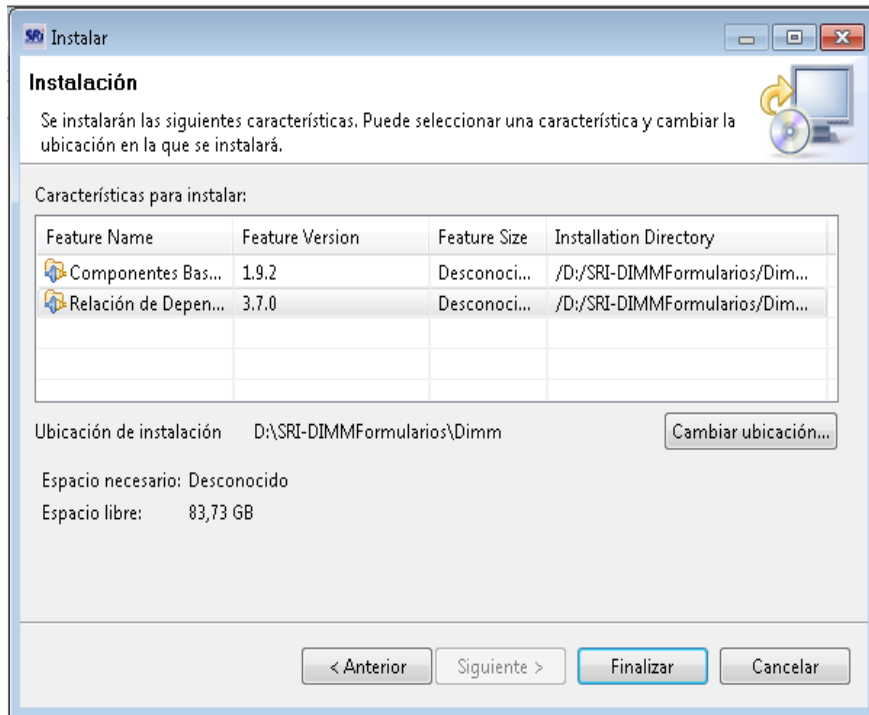 SRi Instalar
Instalación
Se instalarán las siguientes características. Puede seleccionar una característica y cambiar la
ubicación en la que se instalará.
Características para instalar:
Feature Name Feature Version Feature Size Installation Directory
Componentes Bas... 1.9.2 Desconoci... /D:/SRI-DIMMFormularios/Dim...
Relación de Depen... 3.7.0 Desconoci... /D:/SRI-DIMMFormularios/Dim...
Ubicación de instalación D:\SRI-DIMMFormularios\Dimm Cambiar ubicación...
Espacio necesario: Desconocido
Espacio libre: 83,73 GB
< Anterior Siguiente > Finalizar Cancelar